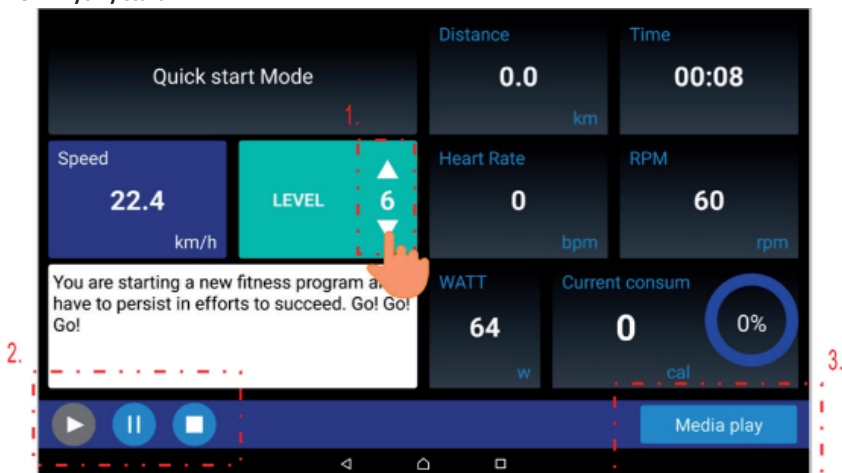 Quick start Mode
Distance
0.0
km
Time
00:08
1.
Speed
22.4
km/h
LEVEL
6
Heart Rate
0
bpm
RPM
60
rpm
You are starting a new fitness program a
have to persist in efforts to succeed. Go! Go!
Go!
WATT
64
w
Current consum
0
cal
0%
2.
3.
Media play